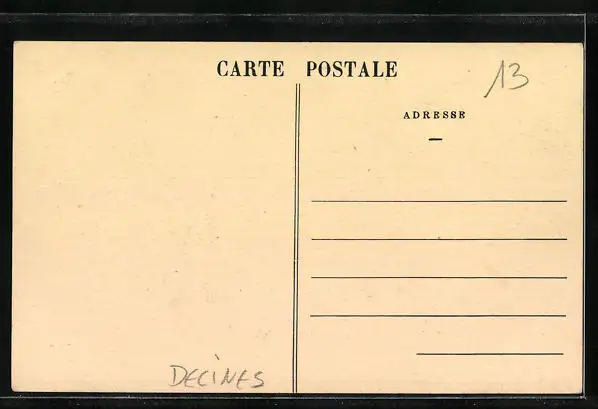 CARTE POSTALE
13
ADRESSE
DECINES